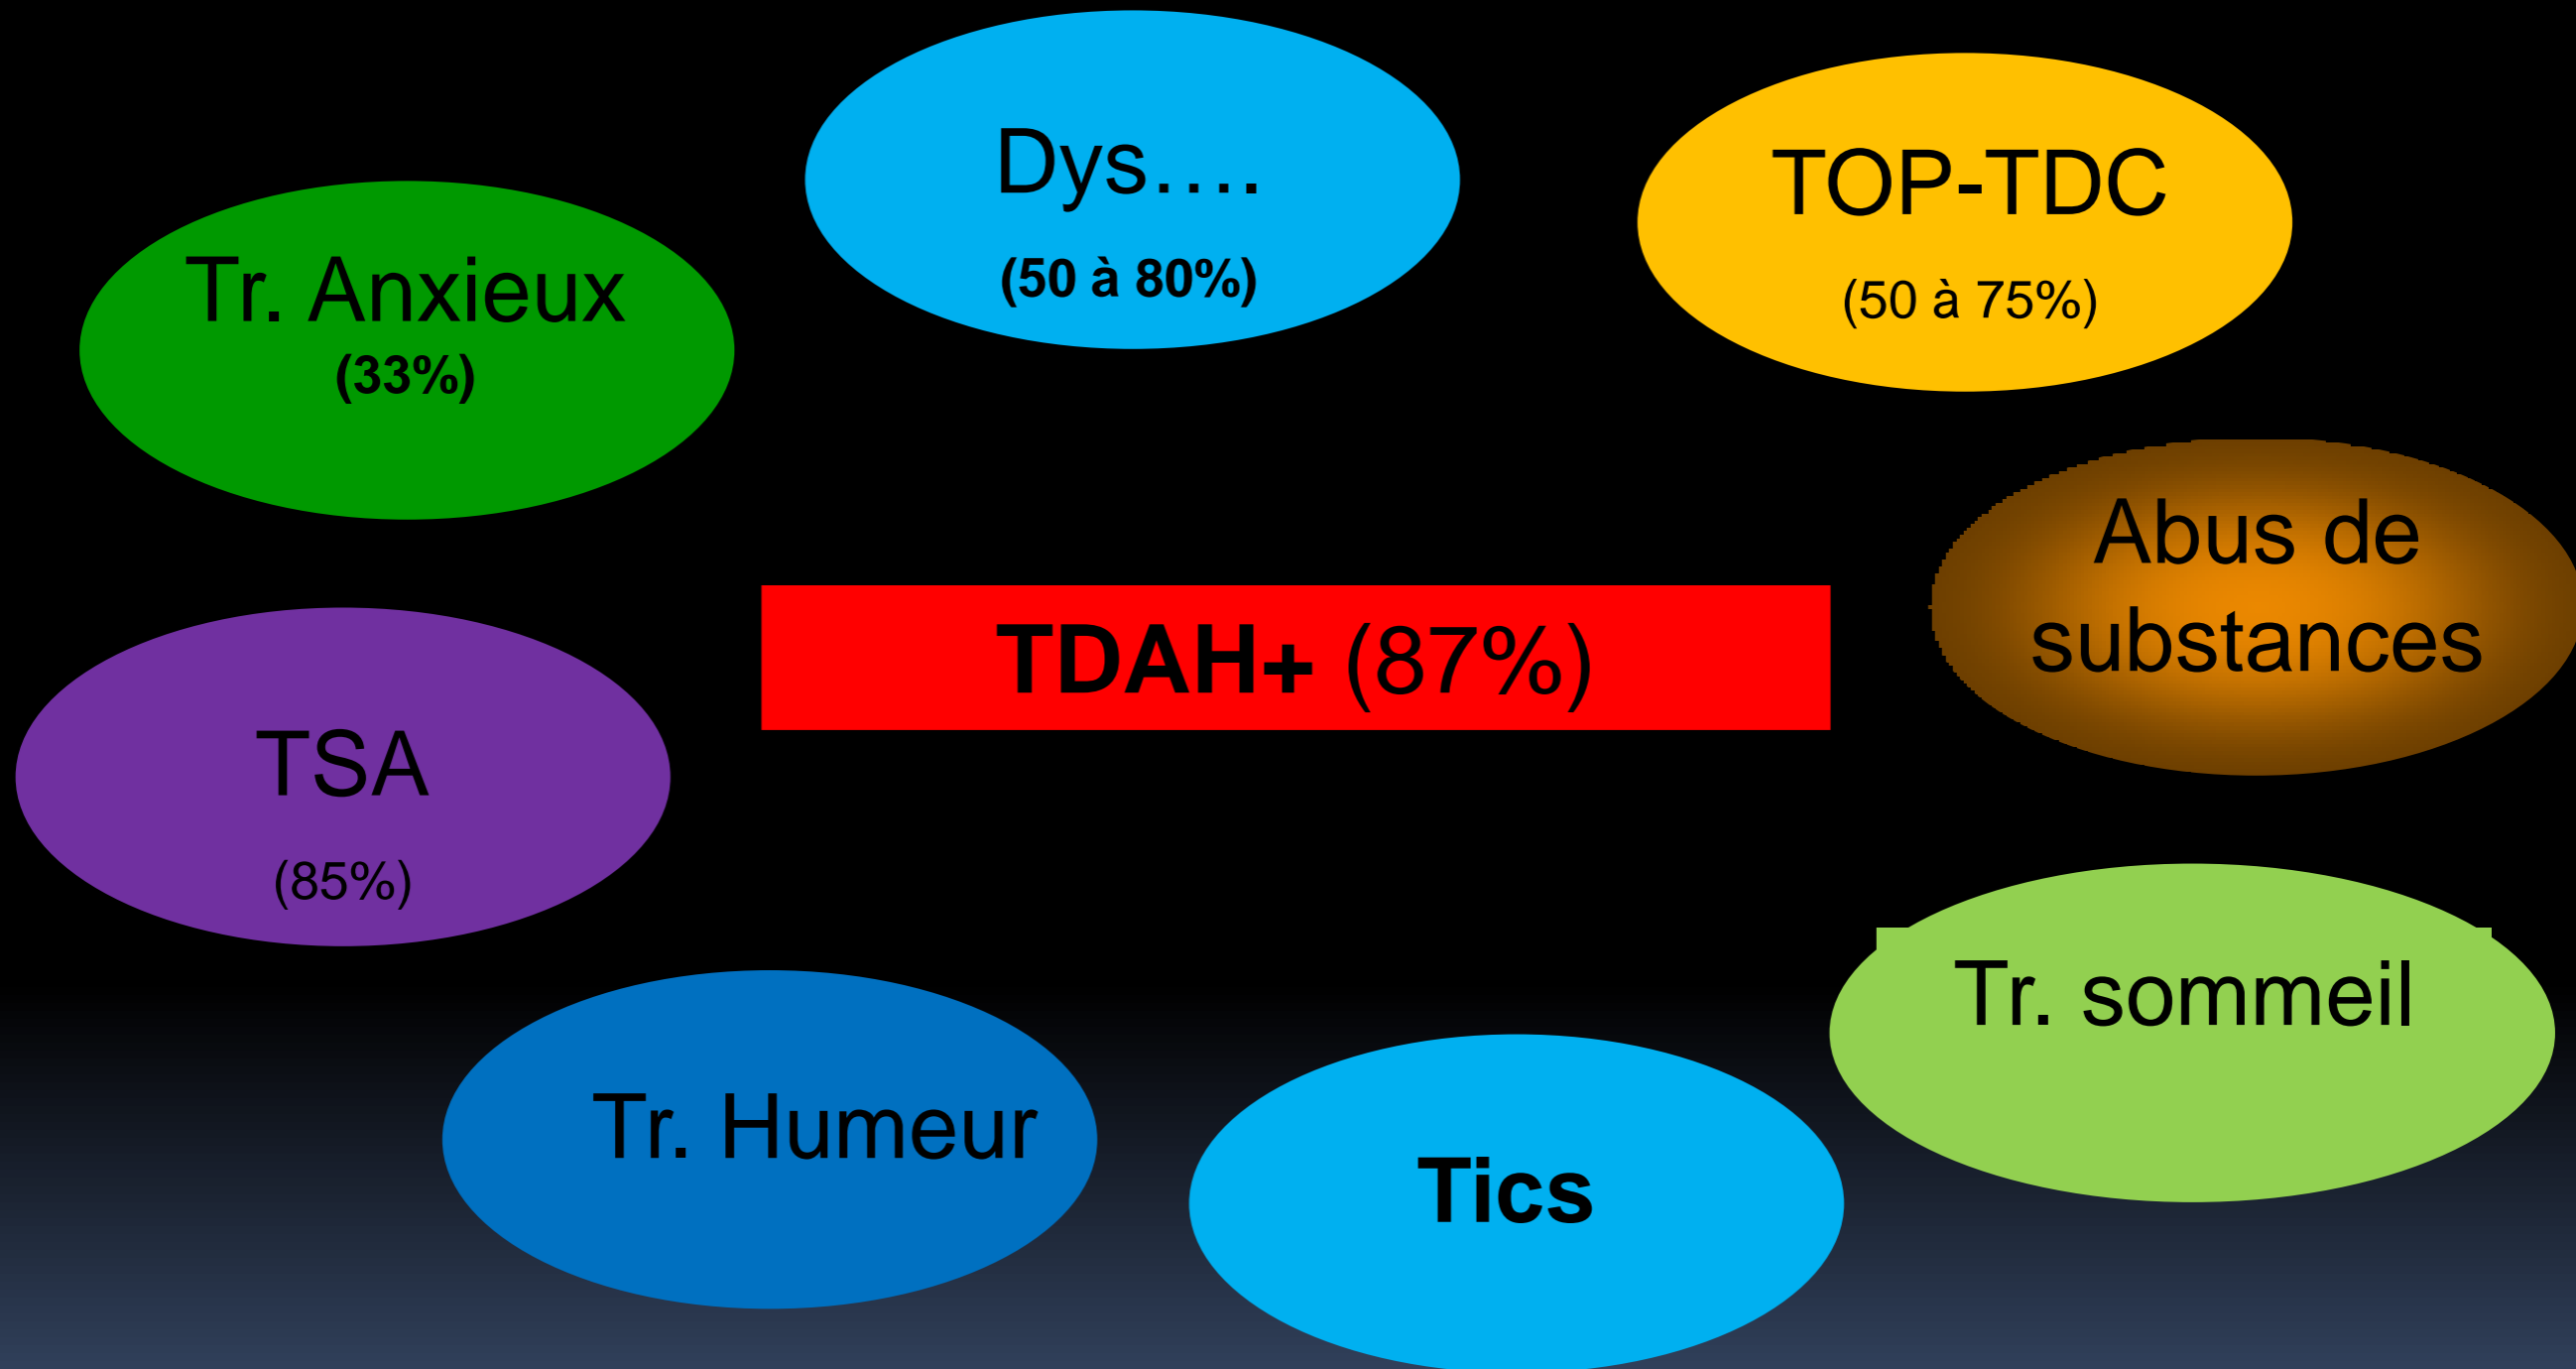 Dys....
(50 à 80%)
TOP-TDC
(50 à 75%)
Tr. Anxieux
(33%)
Abus de
substances
TDAH+ (87%)
TSA
(85%)
Tr. sommeil
Tr. Humeur
Tics